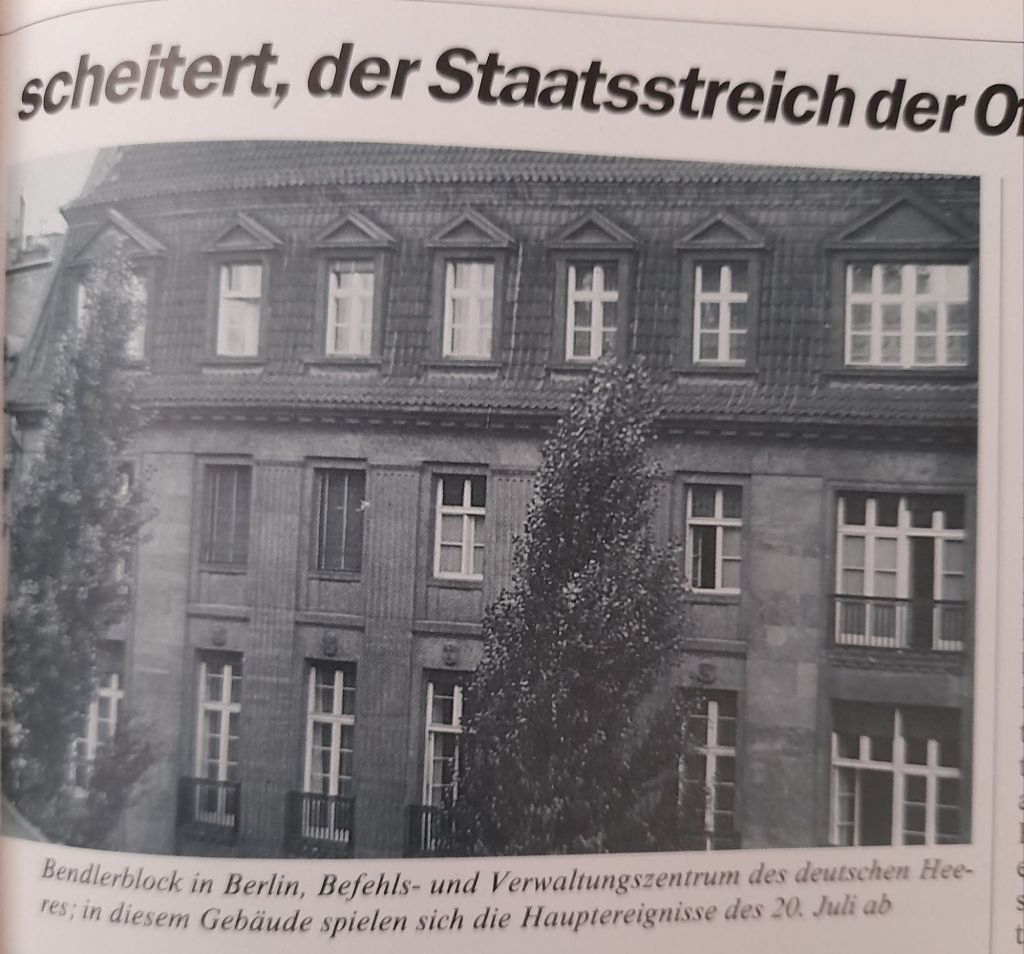 scheitert, der Staatsstreich der
Bendlerblock in Berlin, Befehls- und Verwaltungszentrum des deutschen Hee-
res; in diesem Gebäude spielen sich die Hauptereignisse des 20. Juli ab